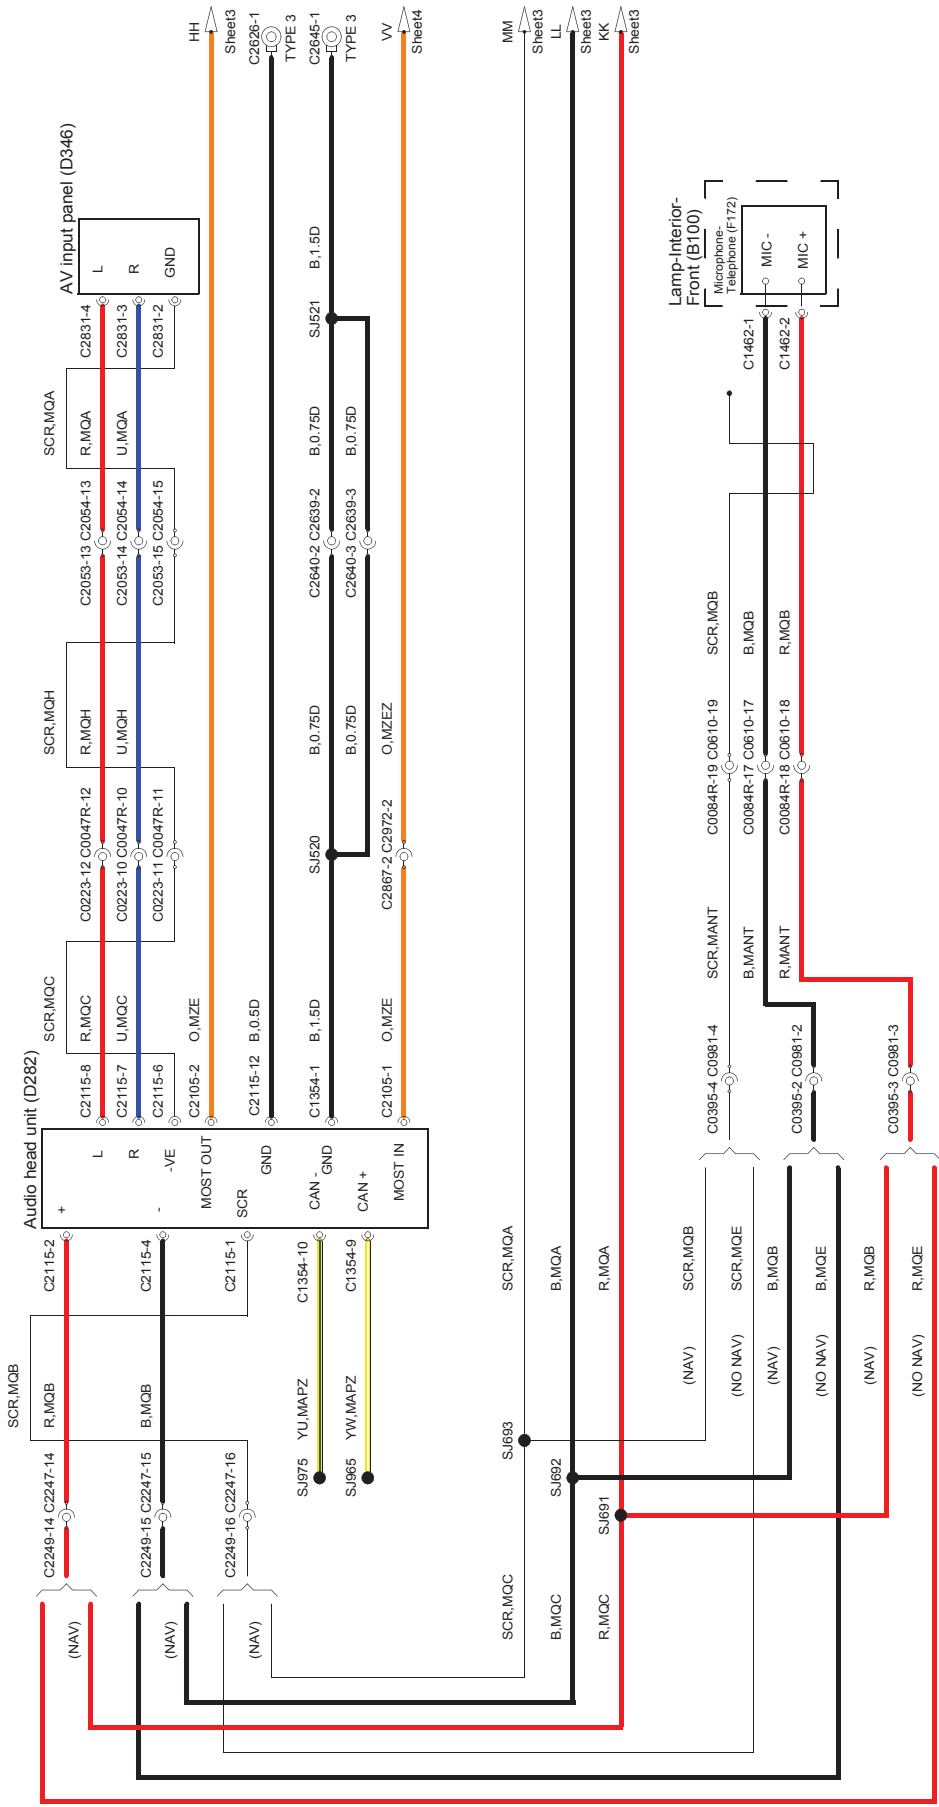 HH
Sheet3
C2626-1
TYPE 3
C2645-1
TYPE 3
VV
Sheet4
MM
Sheet3
LL
Sheet3
KK
Sheet3
AV input panel (D346)
L
R
GND
C2831-4
C2831-3
C2831-2
SCR,MQA
R,MQA
U,MQA
C2053-13 C2054-13
C2053-14 C2054-14
C2053-15 C2054-15
SCR,MQH
R,MQH
U,MQH
C0223-12 C0047R-12
C0223-10 C0047R-10
C0223-11 C0047R-11
SCR,MQC
R,MQC
U,MQC
O,MZE
B,0.5D
B,1.5D
O,MZE
B,1.5D
SJ521
B,0.75D
B,0.75D
C2640-2 C2639-2
C2640-3 C2639-3
B,0.75D
B,0.75D
O,MZEZ
SJ520
C2867-2 C2972-2
Audio head unit (D282)
C2115-8
C2115-7
C2115-6
C2105-2
C2115-12
C1354-1
C2105-1
L
R
-VE
MOST OUT
GND
GND
MOST IN
+
-
SCR
CAN -
CAN +
C2115-2
C2115-4
C2115-1
C1354-10
C1354-9
SCR,MQB
R,MQB
B,MQB
YU,MAPZ
YW,MAPZ
SJ975
SJ965
C2249-14 C2247-14
C2249-15 C2247-15
C2249-16 C2247-16
(NAV)
(NAV)
(NAV)
Lamp-Interior-
Front (B100)
Microphone-
Telephone (F172)
MIC -
MIC +
C1462-1
C1462-2
SCR,MQB
B,MQB
R,MQB
C0084R-19 C0610-19
C0084R-17 C0610-17
C0084R-18 C0610-18
SCR,MANT
B,MANT
R,MANT
C0395-4 C0981-4
C0395-2 C0981-2
C0395-3 C0981-3
SCR,MQA
B,MQA
R,MQA
SCR,MQB
SCR,MQE
B,MQB
B,MQE
R,MQB
R,MQE
(NAV)
(NO NAV)
(NAV)
(NO NAV)
(NAV)
(NO NAV)
SJ693
SJ692
SJ691
SCR,MQC
B,MQC
R,MQC